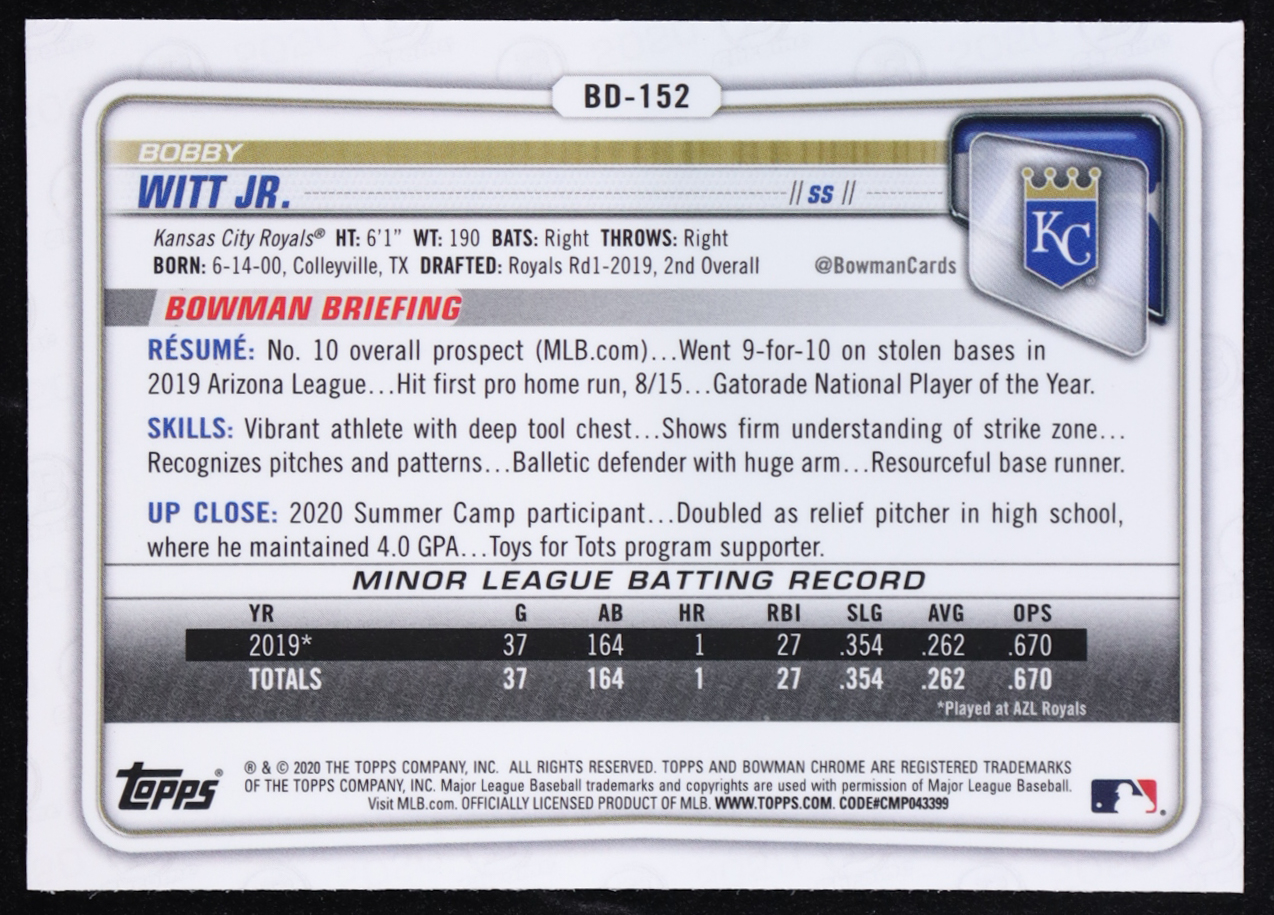 BD-152
BOBBY
WITT JR. // SS //
KC
Kansas City Royals® HT: 6'1" WT: 190 BATS: Right THROWS: Right
BORN: 6-14-00, Colleyville, TX DRAFTED: Royals Rd1-2019, 2nd Overall @BowmanCards
BOWMAN BRIEFING
RÉSUMÉ: No. 10 overall prospect (MLB.com)...Went 9-for-10 on stolen bases in
2019 Arizona League...Hit first pro home run, 8/15...Gatorade National Player of the Year.
SKILLS: Vibrant athlete with deep tool chest...Shows firm understanding of strike zone...
Recognizes pitches and patterns...Balletic defender with huge arm...Resourceful base runner.
UP CLOSE: 2020 Summer Camp participant...Doubled as relief pitcher in high school,
where he maintained 4.0 GPA...Toys for Tots program supporter.
MINOR LEAGUE BATTING RECORD
YR G AB HR RBI SLG AVG OPS
2019* 37 164 1 27 .354 .262 .670
TOTALS 37 164 1 27 .354 .262 .670
*Played at AZL Royals
Topps®
® & © 2020 THE TOPPS COMPANY, INC. ALL RIGHTS RESERVED. TOPPS AND BOWMAN CHROME ARE REGISTERED TRADEMARKS
OF THE TOPPS COMPANY, INC. Major League Baseball trademarks and copyrights are used with permission of Major League Baseball.
Visit MLB.com. OFFICIALLY LICENSED PRODUCT OF MLB. WWW.TOPPS.COM. CODE#CMP043399